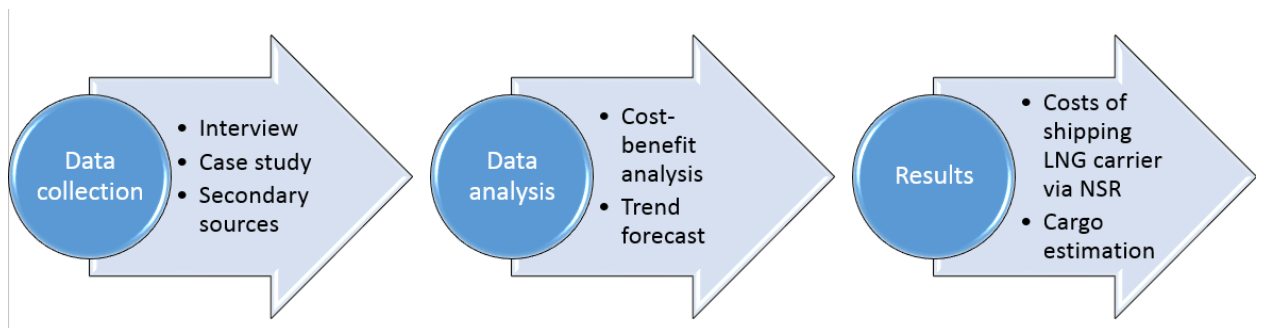 Data
collection
• Interview
• Case study
• Secondary
sources
Data
analysis
• Cost-
benefit
analysis
• Trend
forecast
Results
• Costs of
shipping
LNG carrier
via NSR
• Cargo
estimation